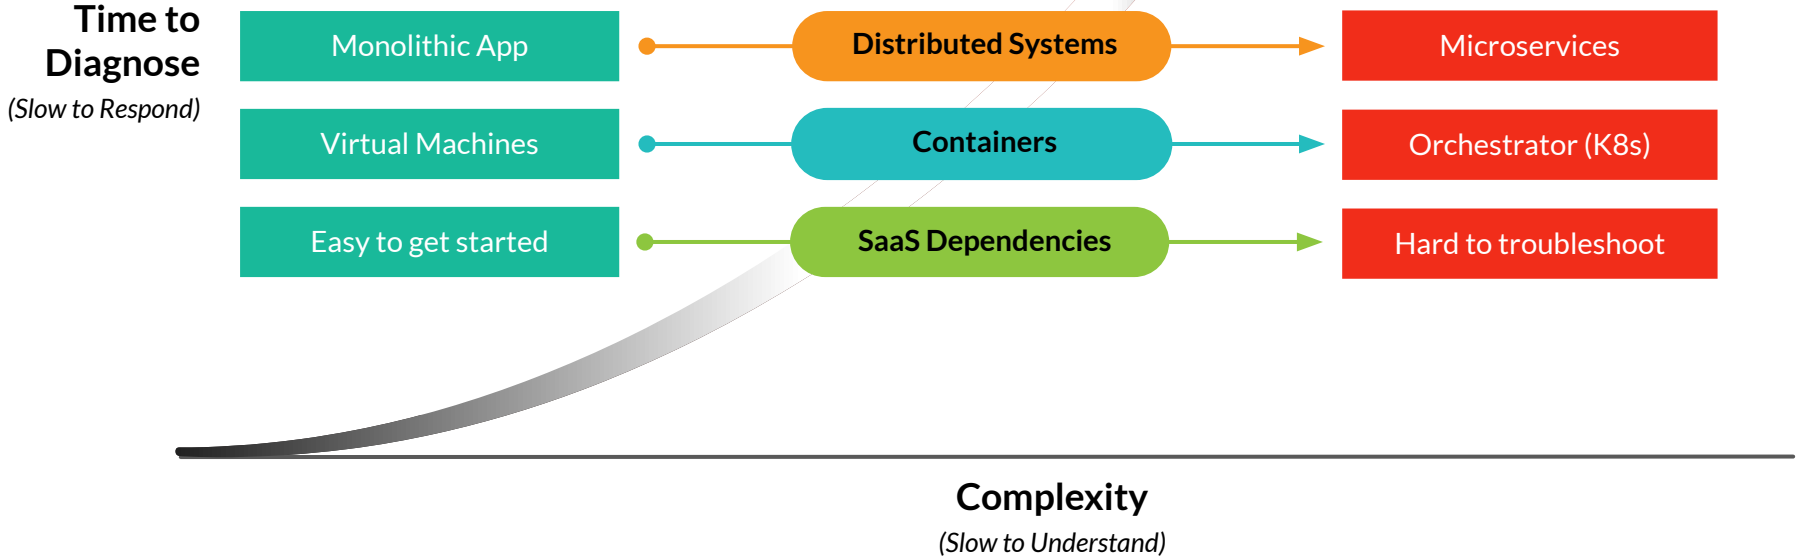 Time to
Diagnose
(Slow to Respond)
Monolithic App
Distributed Systems
Microservices
Virtual Machines
Containers
Orchestrator (K8s)
Easy to get started
SaaS Dependencies
Hard to troubleshoot
Complexity
(Slow to Understand)